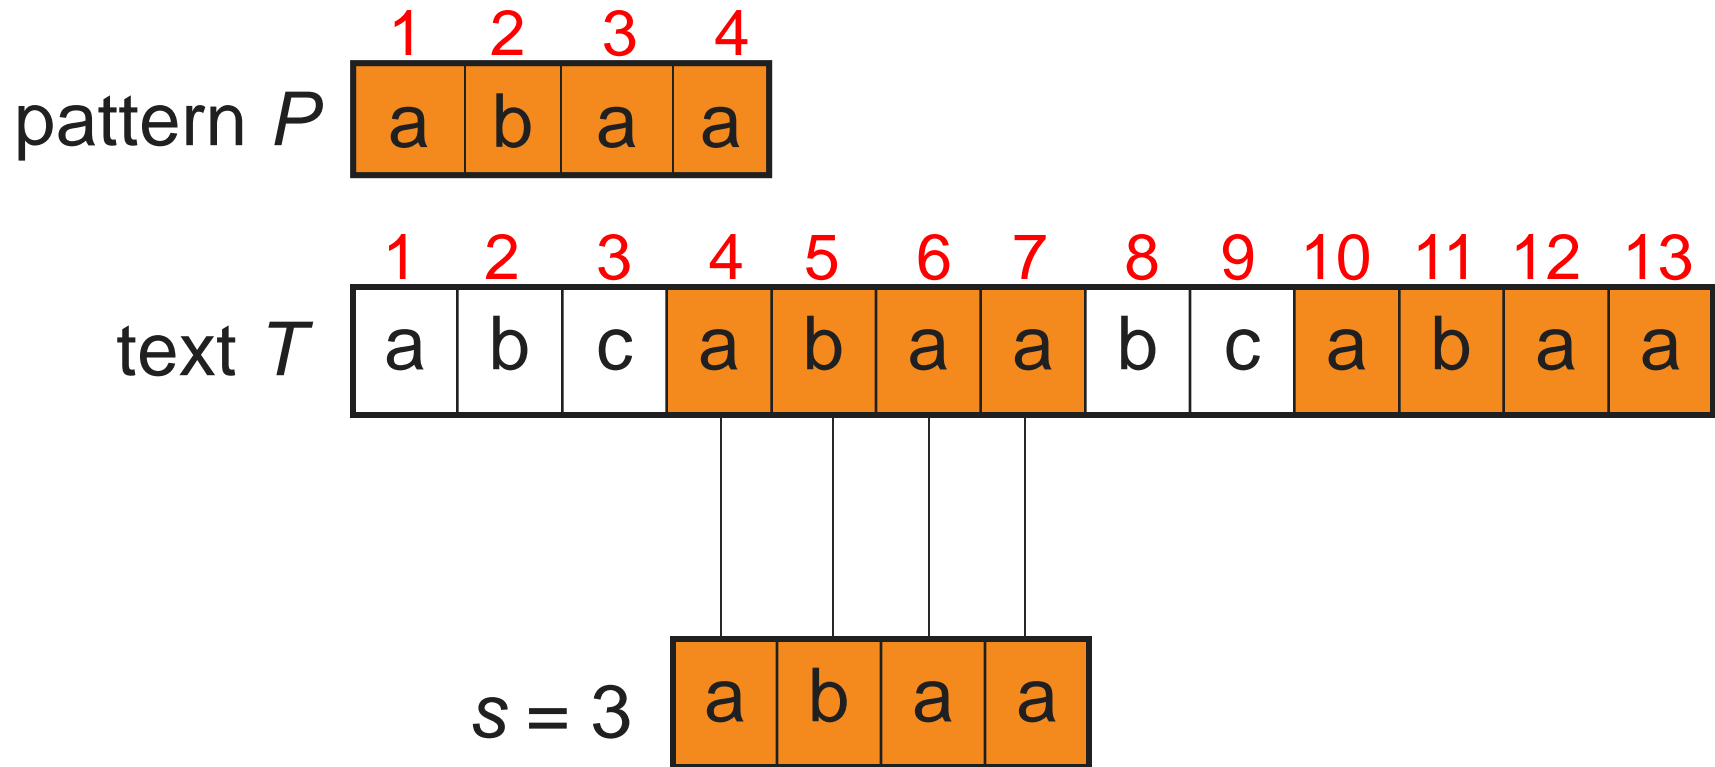 1 2 3 4
pattern P a b a a
1 2 3 4 5 6 7 8 9 10 11 12 13
text T a b c a b a a b c a b a a
s = 3 a b a a